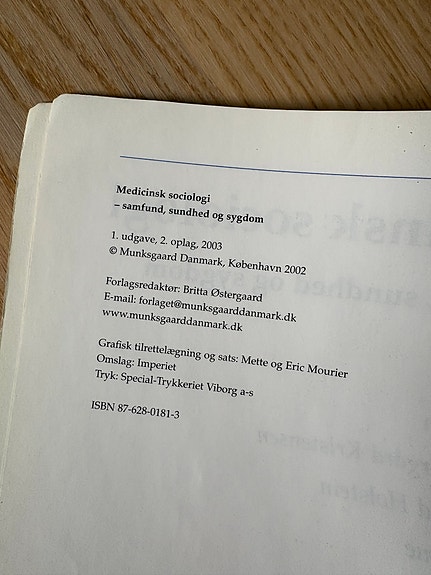 Medicinsk sociologi
– samfund, sundhed og sygdom
1. udgave, 2. oplag, 2003
© Munksgaard Danmark, København 2002
Forlagsredaktør: Britta Østergaard
E-mail: forlaget@munksgaarddanmark.dk
www.munksgaarddanmark.dk
Grafisk tilrettelægning og sats: Mette og Eric Mourier
Omslag: Imperiet
Tryk: Special-Trykkeriet Viborg a-s
ISBN 87-628-0181-3